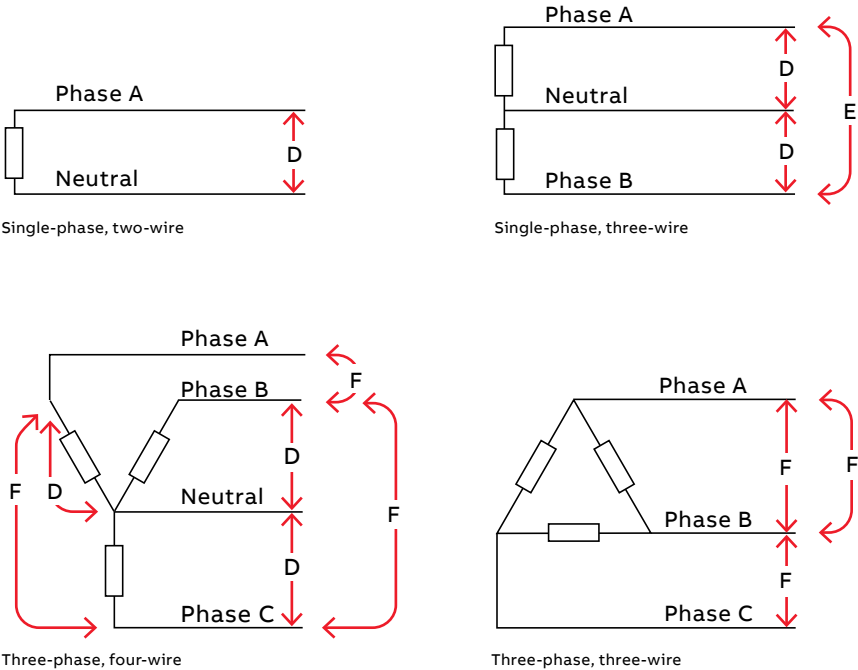 Phase A
D
Neutral
Single-phase, two-wire
Phase A
D
Neutral
E
D
Phase B
Single-phase, three-wire
Phase A
F
Phase B
D
F
D
Neutral
F
D
Phase C
Three-phase, four-wire
Phase A
F
F
Phase B
F
Phase C
Three-phase, three-wire